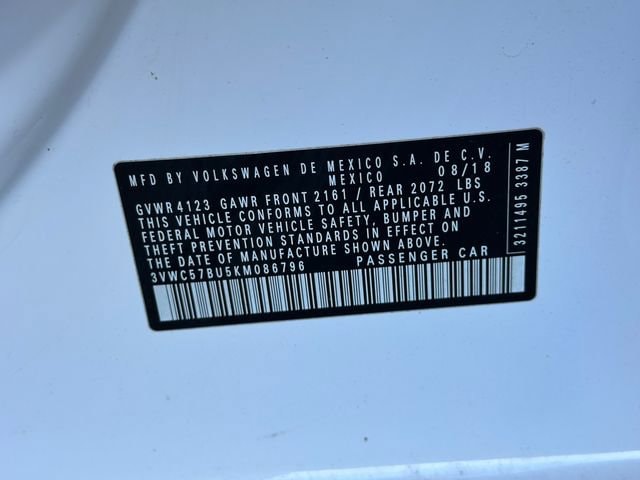 MFD BY VOLKSWAGEN DE MEXICO S.A. DE C.V.
MEXICO 08/18
GVWR 4123 GAWR FRONT 2161 / REAR 2072 LBS
THIS VEHICLE CONFORMS TO ALL APPLICABLE U.S.
FEDERAL MOTOR VEHICLE SAFETY, BUMPER AND
THEFT PREVENTION STANDARDS IN EFFECT ON
THE DATE OF MANUFACTURE SHOWN ABOVE.
3VWC57BU5KM086796 PASSENGER CAR
3211495 3387 M